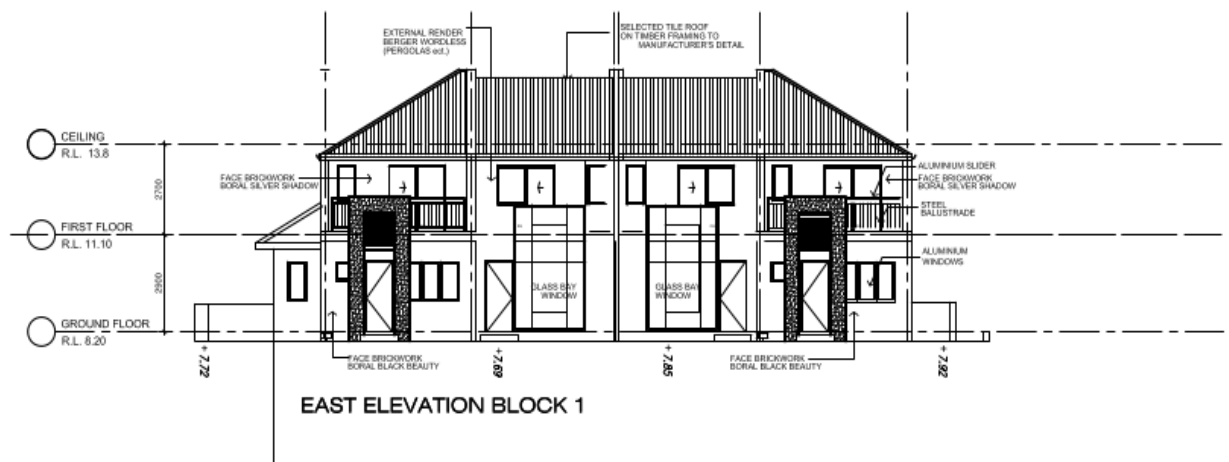 EXTERNAL RENDER
BERGER WORDLESS
(PERGOLAS ect.)
SELECTED TILE ROOF
ON TIMBER FRAMING TO
MANUFACTURER'S DETAIL
CEILING
R.L. 13.8
2700
FACE BRICKWORK
BORAL SILVER SHADOW
ALUMINIUM SLIDER
FACE BRICKWORK
BORAL SILVER SHADOW
STEEL
BALUSTRADE
FIRST FLOOR
R.L. 11.10
2900
ALUMINIUM
WINDOWS
GLASS BAY
WINDOW
GLASS BAY
WINDOW
GROUND FLOOR
R.L. 8.20
+ 7.72
FACE BRICKWORK
BORAL BLACK BEAUTY
+7.69
+ 7.85
FACE BRICKWORK
BORAL BLACK BEAUTY
+ 7.92
EAST ELEVATION BLOCK 1